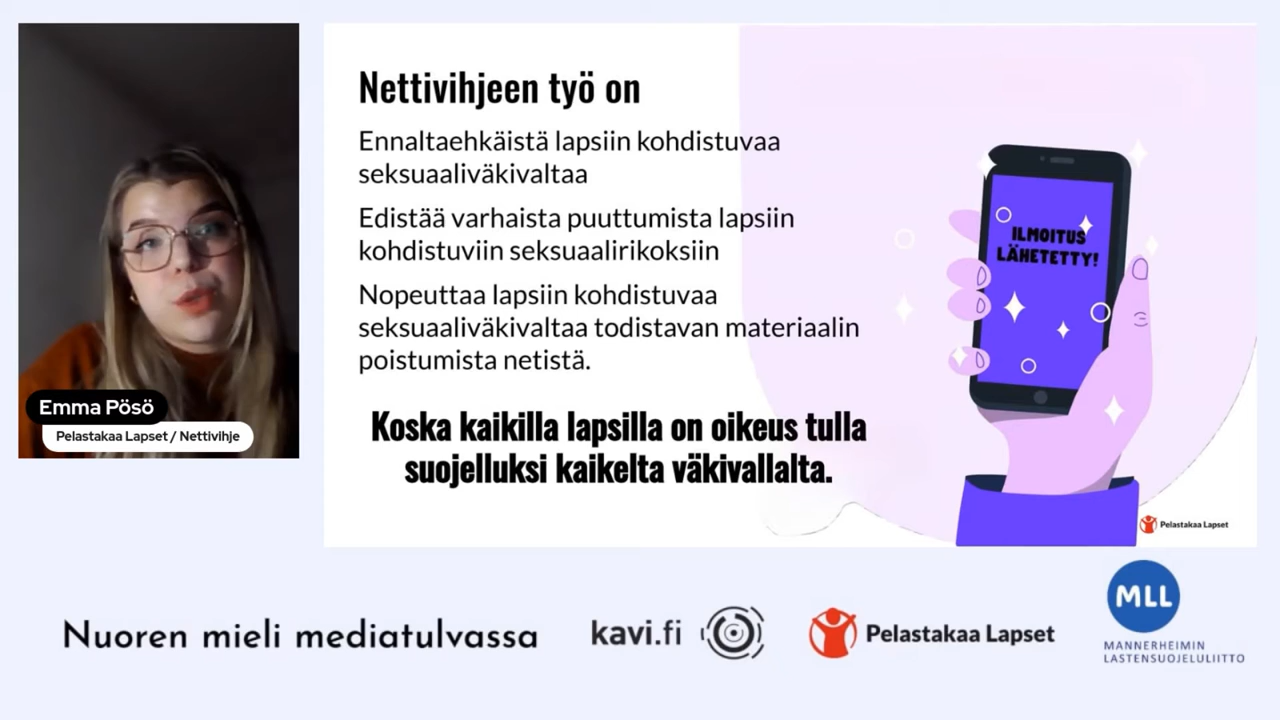 Nettivihjeen työ on
Ennaltaehkäistä lapsiin kohdistuvaa
seksuaaliväkivaltaa
Edistää varhaista puuttumista lapsiin
kohdistuviin seksuaalirikoksiin
Nopeuttaa lapsiin kohdistuvaa
seksuaaliväkivaltaa todistavan materiaalin
poistumista netistä.
Koska kaikilla lapsilla on oikeus tulla
suojelluksi kaikelta väkivallalta.
ILMOITUS
LÄHETETTY!
Pelastakaa Lapset
Emma Pösö
Pelastakaa Lapset / Nettivihje
Nuoren mieli mediatulvassa
kavi.fi
Pelastakaa Lapset
MLL
MANNERHEIMIN
LASTENSUOJELULIITTO